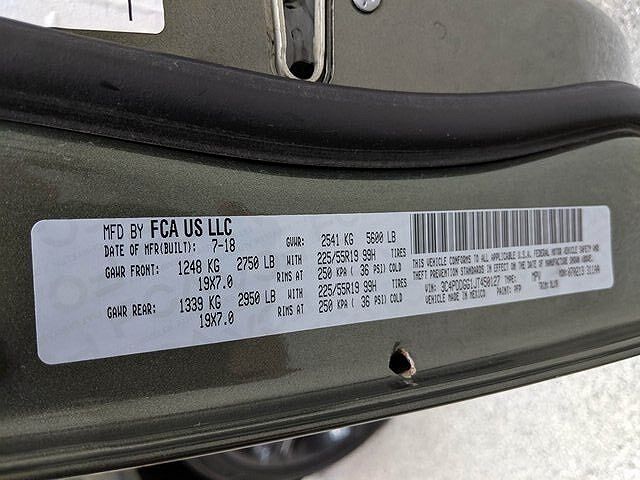 MFD BY FCA US LLC
DATE OF MFR(BUILT): 7-18 GVWR: 2541 KG 5600 LB
GAWR FRONT: 1248 KG 2750 LB WITH 225/55R19 99H TIRES
19X7.0 RIMS AT 250 KPA ( 36 PSI) COLD
GAWR REAR: 1339 KG 2950 LB WITH 225/55R19 99H TIRES
19X7.0 RIMS AT 250 KPA ( 36 PSI) COLD
THIS VEHICLE CONFORMS TO ALL APPLICABLE U.S.A. FEDERAL MOTOR VEHICLE SAFETY AND
THEFT PREVENTION STANDARDS IN EFFECT ON THE DATE OF MANUFACTURE SHOWN ABOVE.
VIN: TYPE: MPV
VEHICLE MADE IN MEXICO PAINT: TRIM:
MDH: